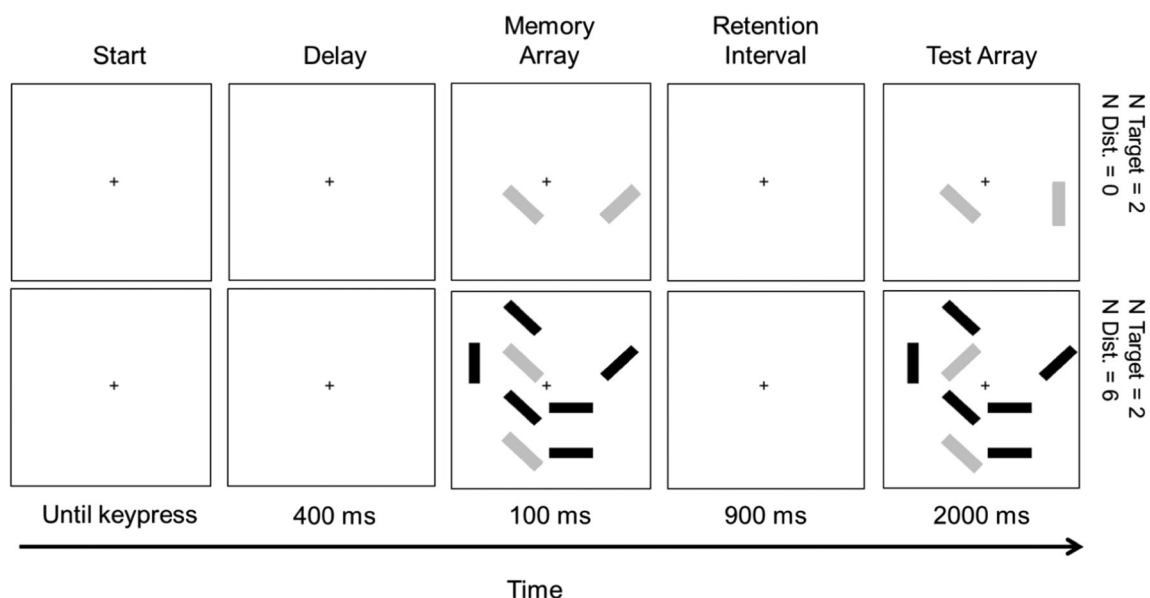 Start
Delay
Memory
Array
Retention
Interval
Test Array
N Target = 2
N Dist. = 0
N Target = 2
N Dist. = 6
Until keypress
400 ms
100 ms
900 ms
2000 ms
Time